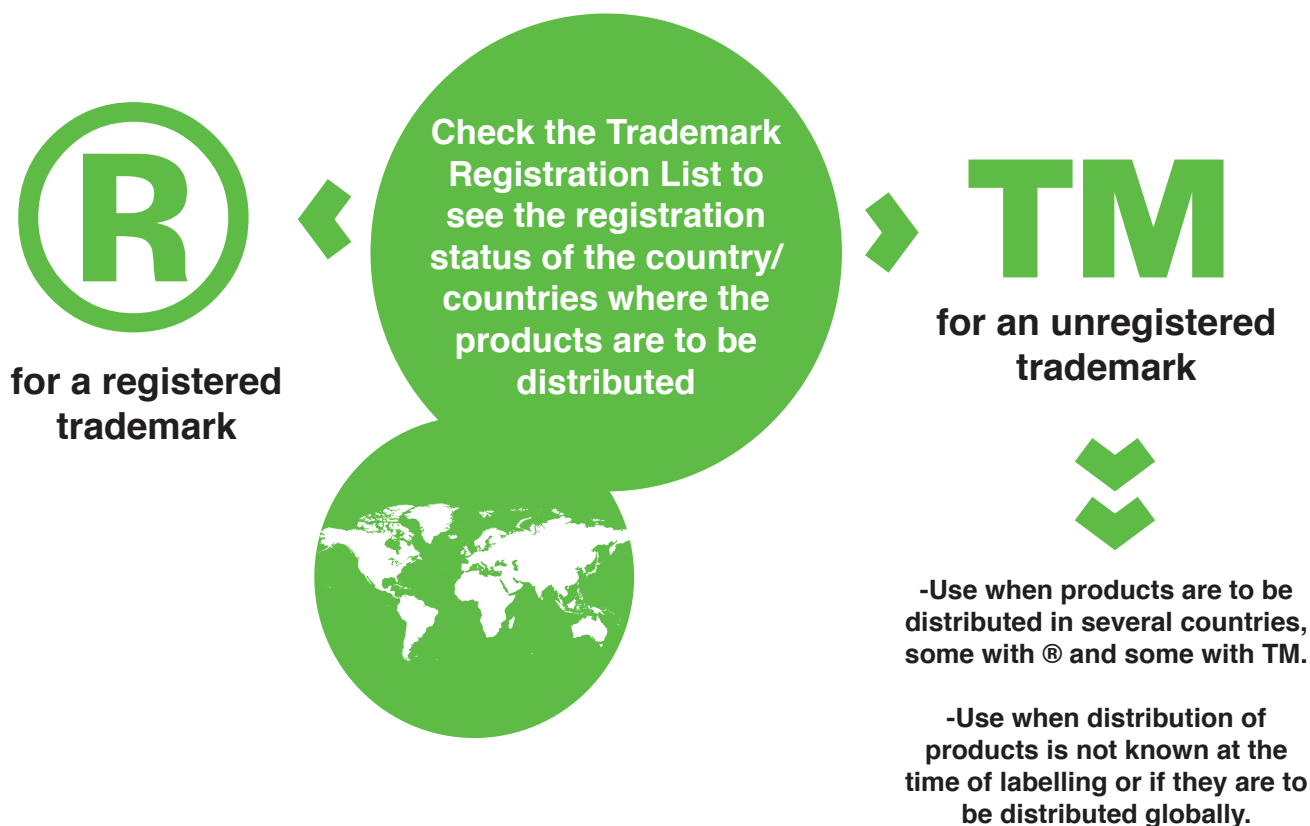 R
for a registered
trademark
Check the Trademark
Registration List to
see the registration
status of the country/
countries where the
products are to be
distributed
TM
for an unregistered
trademark
-Use when products are to be
distributed in several countries,
some with ® and some with TM.
-Use when distribution of
products is not known at the
time of labelling or if they are to
be distributed globally.